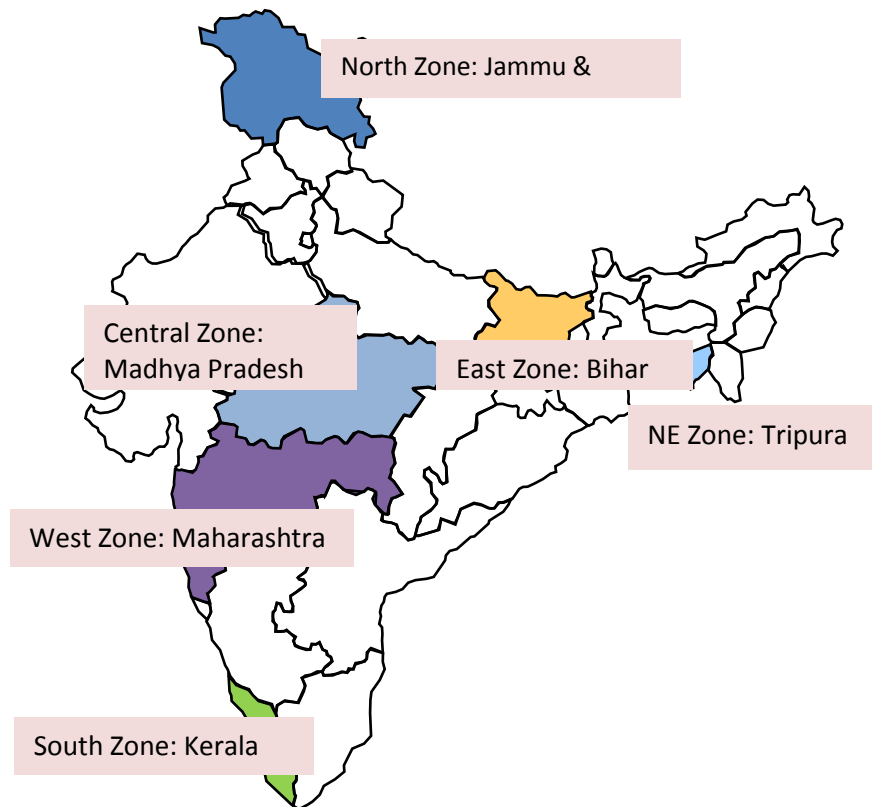 North Zone: Jammu &
Central Zone:
Madhya Pradesh
East Zone: Bihar
NE Zone: Tripura
West Zone: Maharashtra
South Zone: Kerala